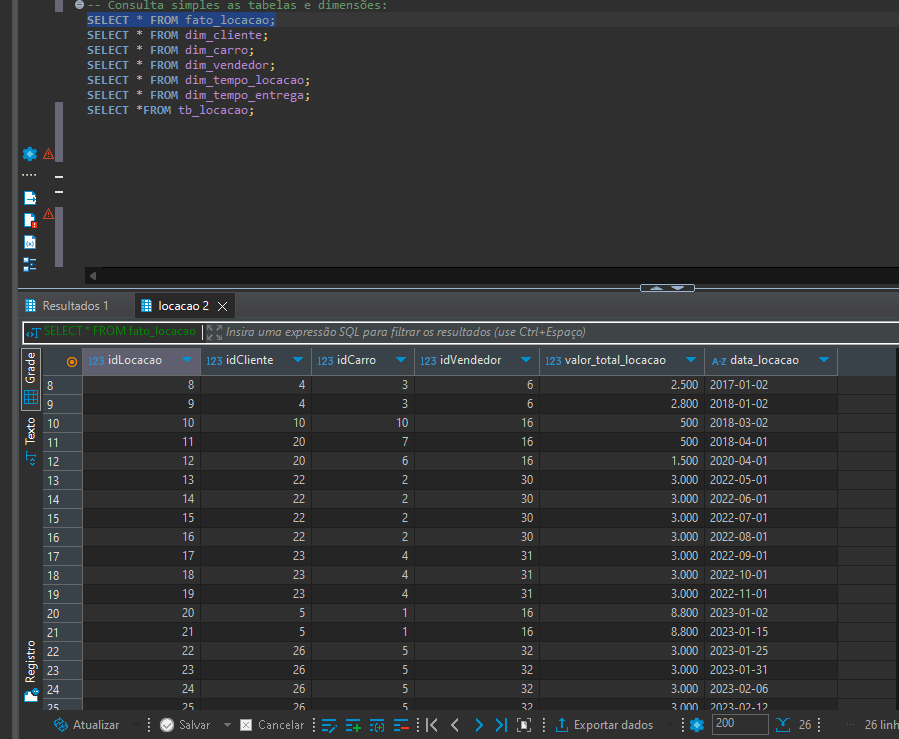 -- Consulta simples as tabelas e dimensões:
SELECT * FROM fato_locacao;
SELECT * FROM dim_cliente;
SELECT * FROM dim_carro;
SELECT * FROM dim_vendedor;
SELECT * FROM dim_tempo_locacao;
SELECT * FROM dim_tempo_entrega;
SELECT *FROM tb_locacao;
Resultados 1 locacao 2
SELECT * FROM fato_locacao Insira uma expressão SQL para filtrar os resultados (use Ctrl+Espaço)
Grade
Texto
Registro
123 idLocacao 123 idCliente 123 idCarro 123 idVendedor 123 valor_total_locacao A-Z data_locacao
8 8 4 3 6 2.500 2017-01-02
9 9 4 3 6 2.800 2018-01-02
10 10 10 10 16 500 2018-03-02
11 11 20 7 16 500 2018-04-01
12 12 20 6 16 1.500 2020-04-01
13 13 22 2 30 3.000 2022-05-01
14 14 22 2 30 3.000 2022-06-01
15 15 22 2 30 3.000 2022-07-01
16 16 22 2 30 3.000 2022-08-01
17 17 23 4 31 3.000 2022-09-01
18 18 23 4 31 3.000 2022-10-01
19 19 23 4 31 3.000 2022-11-01
20 20 5 1 16 8.800 2023-01-02
21 21 5 1 16 8.800 2023-01-15
22 22 26 5 32 3.000 2023-01-25
23 23 26 5 32 3.000 2023-01-31
24 24 26 5 32 3.000 2023-02-06
25 25 26 5 32 3.000 2023-02-12
Atualizar Salvar Cancelar Exportar dados 200 26 26 linh